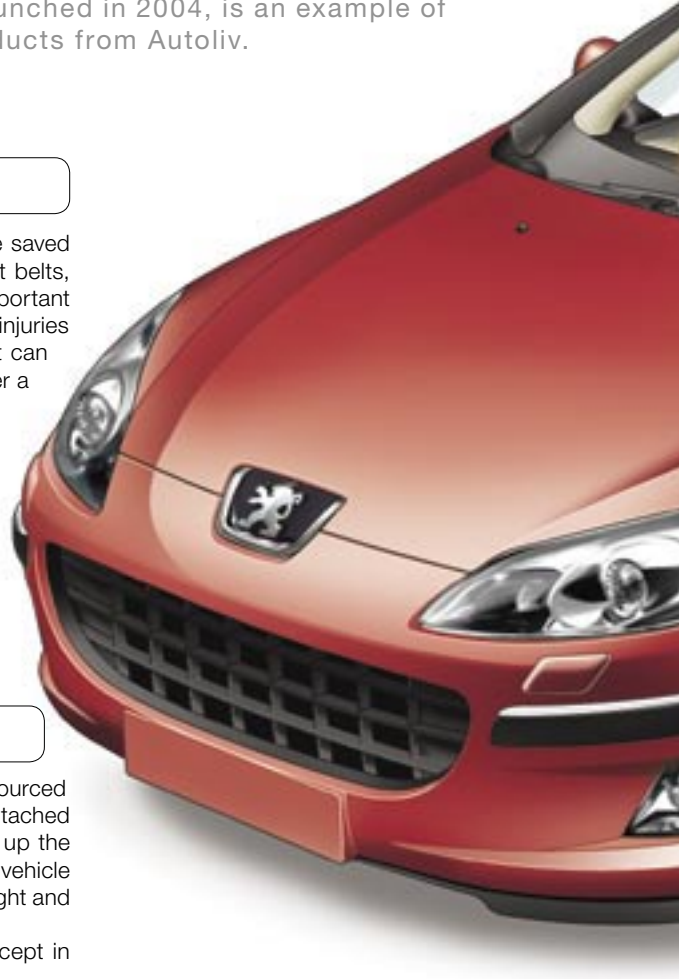 unched in 2004, is an example of
ducts from Autoliv.
e saved
t belts,
portant
injuries
t can
er a
ourced
tached
up the
vehicle
ght and
cept in